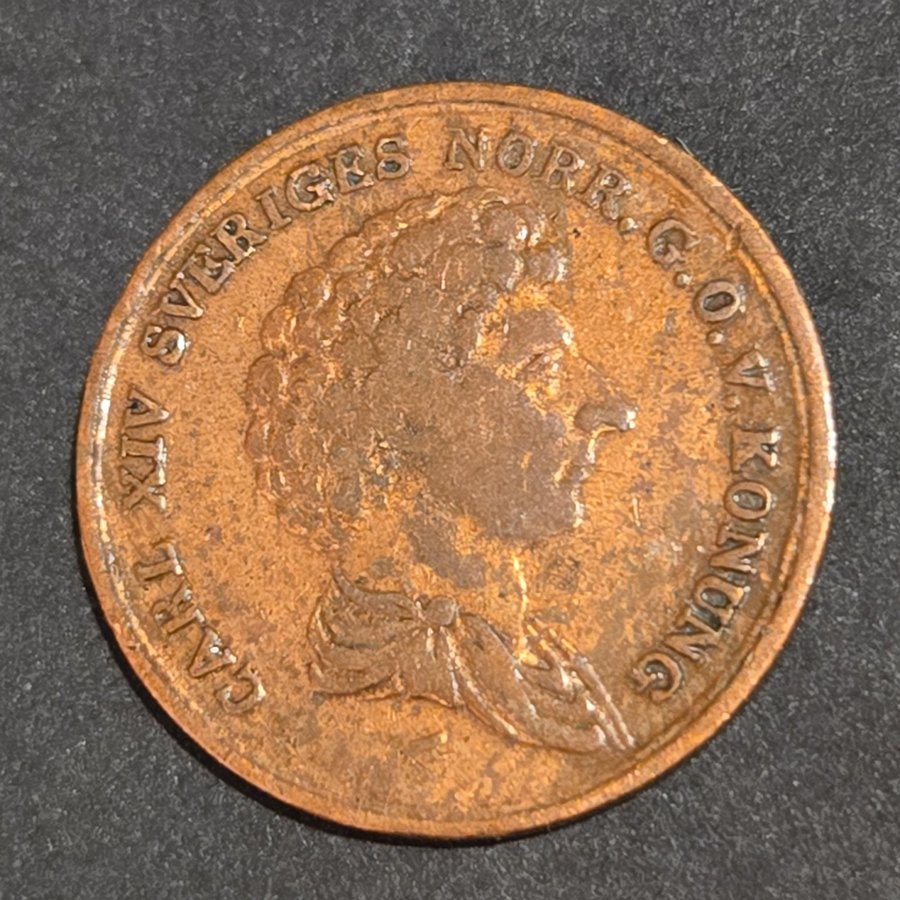 CARL XIV SVERIGES NORR. G. O. V. KONUNG